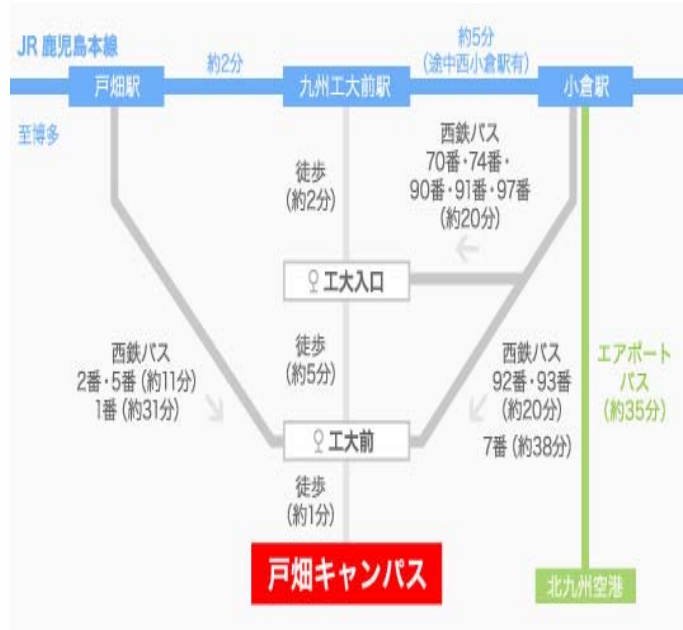 JR 鹿児島本線
約2分
約5分
(途中西小倉駅有)
戸畑駅
九州工大前駅
小倉駅
至博多
徒歩
(約2分)
西鉄バス
70番・74番・
90番・91番・97番
(約20分)
工大入口
徒歩
(約5分)
西鉄バス
2番・5番 (約11分)
1番 (約31分)
西鉄バス
92番・93番
(約20分)
7番 (約38分)
エアポート
バス
(約35分)
工大前
徒歩
(約1分)
戸畑キャンパス
北九州空港